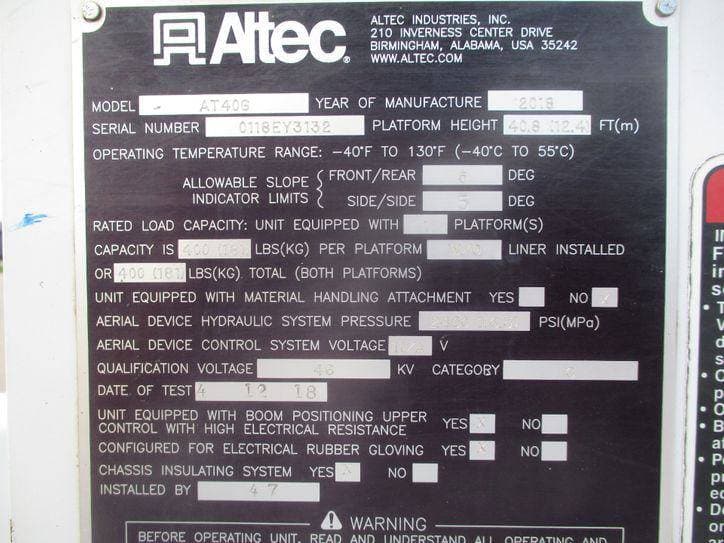 Altec®
ALTEC INDUSTRIES, INC.
210 INVERNESS CENTER DRIVE
BIRMINGHAM, ALABAMA, USA 35242
WWW.ALTEC.COM
MODEL - AT40G YEAR OF MANUFACTURE 2018
SERIAL NUMBER 0118EY3132 PLATFORM HEIGHT 40.8 (12.4) FT(m)
OPERATING TEMPERATURE RANGE: -40°F TO 130°F (-40°C TO 55°C)
ALLOWABLE SLOPE INDICATOR LIMITS { FRONT/REAR 5 DEG
SIDE/SIDE 5 DEG
RATED LOAD CAPACITY: UNIT EQUIPPED WITH PLATFORM(S)
CAPACITY IS 400 (181) LBS(KG) PER PLATFORM LINER INSTALLED
OR 400 (181) LBS(KG) TOTAL (BOTH PLATFORMS)
UNIT EQUIPPED WITH MATERIAL HANDLING ATTACHMENT YES NO X
AERIAL DEVICE HYDRAULIC SYSTEM PRESSURE PSI(MPa)
AERIAL DEVICE CONTROL SYSTEM VOLTAGE V
QUALIFICATION VOLTAGE 46 KV CATEGORY C
DATE OF TEST 4 12 18
UNIT EQUIPPED WITH BOOM POSITIONING UPPER
CONTROL WITH HIGH ELECTRICAL RESISTANCE YES X NO
CONFIGURED FOR ELECTRICAL RUBBER GLOVING YES X NO
CHASSIS INSULATING SYSTEM YES X NO
INSTALLED BY 47
⚠ WARNING
BEFORE OPERATING UNIT, READ AND UNDERSTAND ALL OPERATING AND